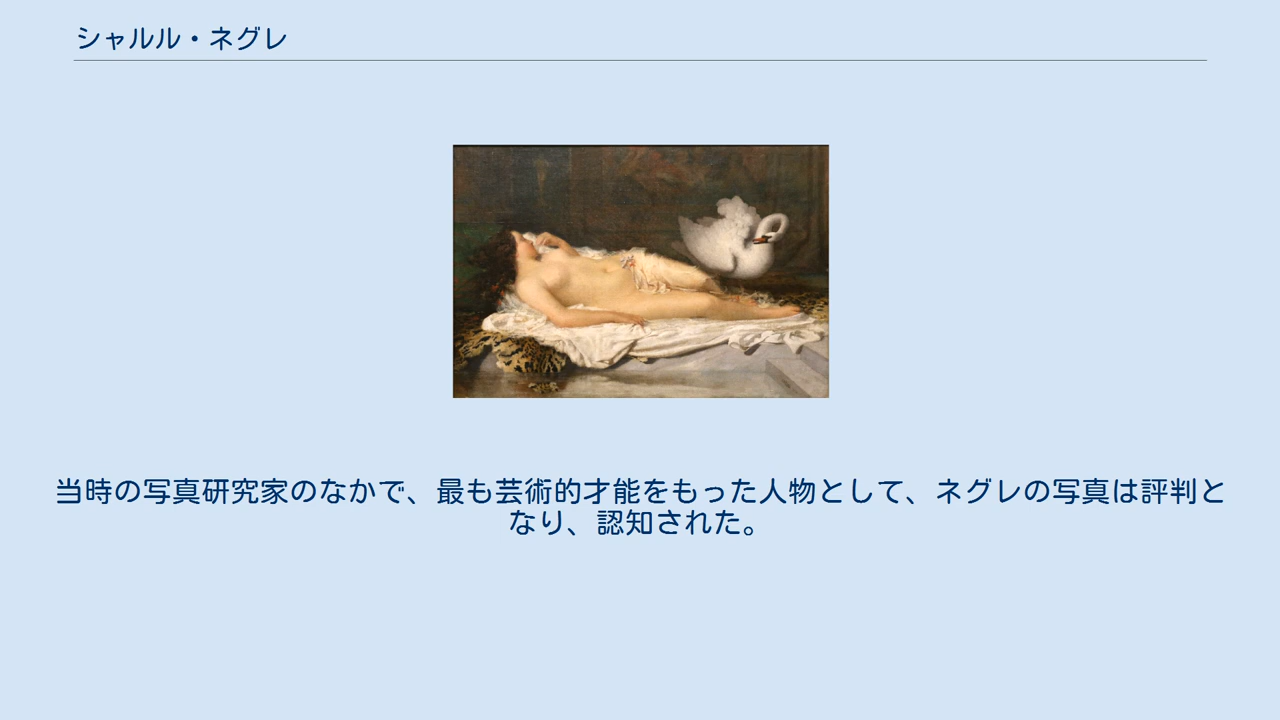 シャルル・ネグレ
当時の写真研究家のなかで、最も芸術的才能をもった人物として、ネグレの写真は評判と
なり、認知された。